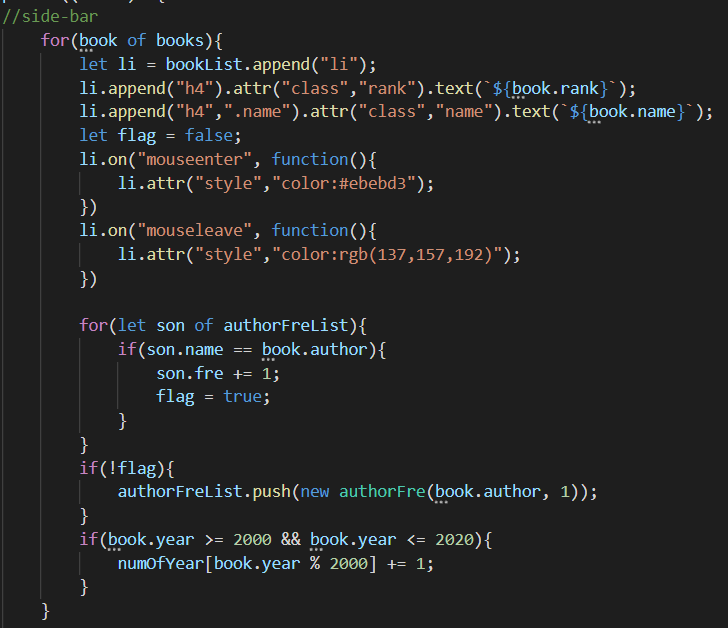 //side-bar
for(book of books){
let li = bookList.append("li");
li.append("h4").attr("class","rank").text(`${book.rank}`);
li.append("h4",".name").attr("class","name").text(`${book.name}`);
let flag = false;
li.on("mouseenter", function(){
li.attr("style","color:#ebebd3");
})
li.on("mouseleave", function(){
li.attr("style","color:rgb(137,157,192)");
})
for(let son of authorFreList){
if(son.name == book.author){
son.fre += 1;
flag = true;
}
}
if(!flag){
authorFreList.push(new authorFre(book.author, 1));
}
if(book.year >= 2000 && book.year <= 2020){
numOfYear[book.year % 2000] += 1;
}
}